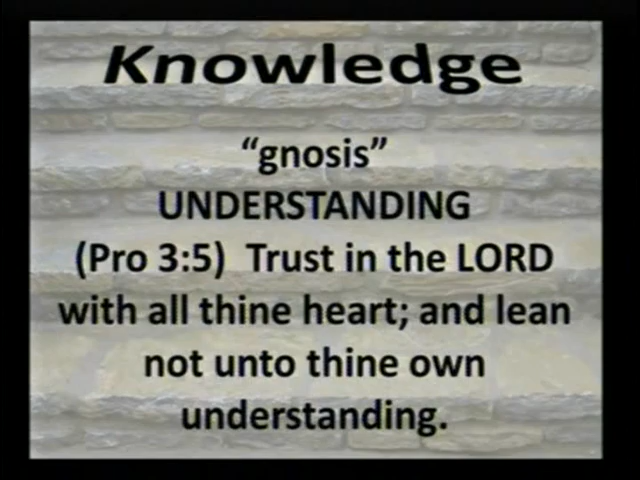 Knowledge
“gnosis”
UNDERSTANDING
(Pro 3:5)  Trust in the LORD
with all thine heart; and lean
not unto thine own
understanding.